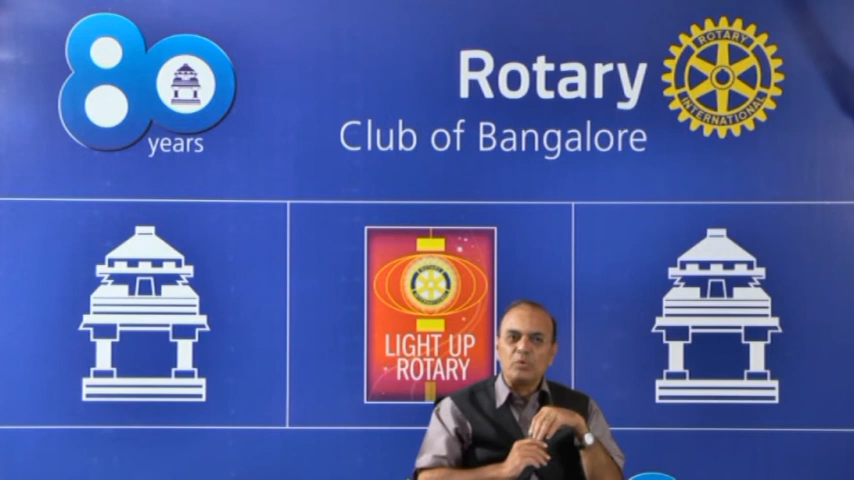 80
years
Rotary
Club of Bangalore
ROTARY
INTERNATIONAL
LIGHT UP
ROTARY